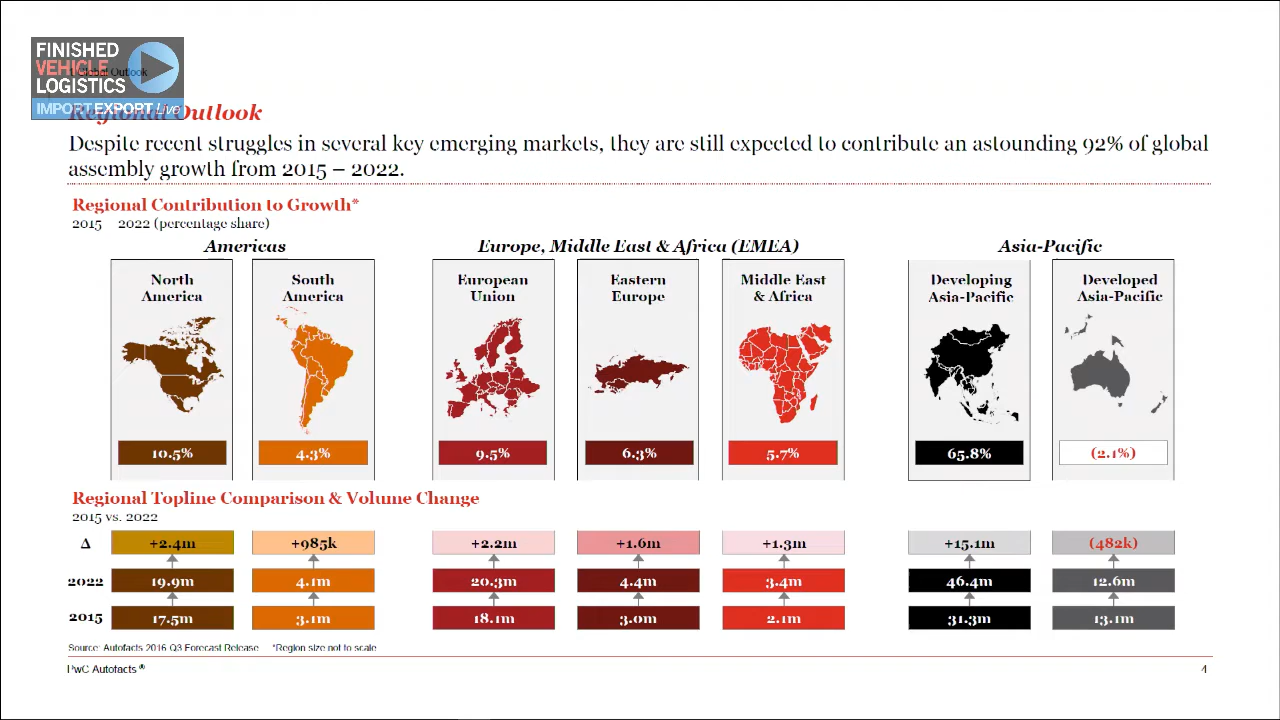 FINISHED
VEHICLE
LOGISTICS
IMPORT EXPORT Live
Global Outlook
Regional Outlook
Despite recent struggles in several key emerging markets, they are still expected to contribute an astounding 92% of global
assembly growth from 2015 – 2022.
Regional Contribution to Growth*
2015 2022 (percentage share)
Americas Europe, Middle East & Africa (EMEA) Asia-Pacific
North America South America European Union Eastern Europe Middle East & Africa Developing Asia-Pacific Developed Asia-Pacific
10.5% 4.3% 9.5% 6.3% 5.7% 65.8% (2.1%)
Regional Topline Comparison & Volume Change
2015 vs. 2022
Δ +2.4m +985k +2.2m +1.6m +1.3m +15.1m (482k)
2022 19.9m 4.1m 20.3m 4.4m 3.4m 46.4m 12.6m
2015 17.5m 3.1m 18.1m 3.0m 2.1m 31.3m 13.1m
Source: Autofacts 2016 Q3 Forecast Release *Region size not to scale
PwC Autofacts ®
4